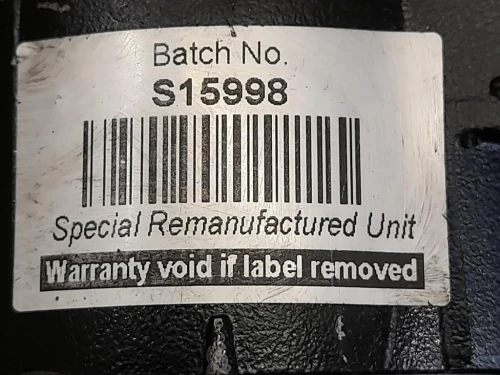 Batch No.
S15998
Special Remanufactured Unit
Warranty void if label removed